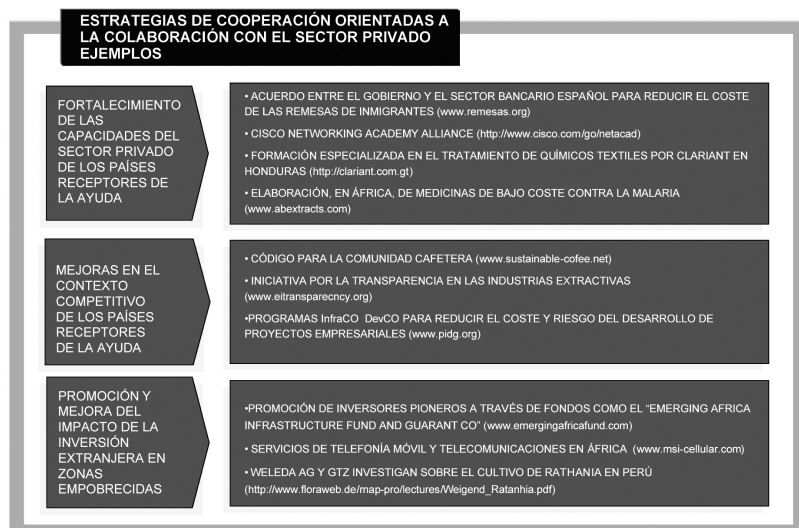 ESTRATEGIAS DE COOPERACIÓN ORIENTADAS A
LA COLABORACIÓN CON EL SECTOR PRIVADO
EJEMPLOS
FORTALECIMIENTO
DE LAS
CAPACIDADES DEL
SECTOR PRIVADO
DE LOS PAÍSES
RECEPTORES DE
LA AYUDA
• ACUERDO ENTRE EL GOBIERNO Y EL SECTOR BANCARIO ESPAÑOL PARA REDUCIR EL COSTE
DE LAS REMESAS DE INMIGRANTES (www.remesas.org)
• CISCO NETWORKING ACADEMY ALLIANCE (http://www.cisco.com/go/netacad)
• FORMACIÓN ESPECIALIZADA EN EL TRATAMIENTO DE QUÍMICOS TEXTILES POR CLARIANT EN
HONDURAS (http://clariant.com.gt)
• ELABORACIÓN, EN ÁFRICA, DE MEDICINAS DE BAJO COSTE CONTRA LA MALARIA
(www.abextracts.com)
MEJORAS EN EL
CONTEXTO
COMPETITIVO
DE LOS PAÍSES
RECEPTORES
DE LA AYUDA
• CÓDIGO PARA LA COMUNIDAD CAFETERA (www.sustainable-cofee.net)
• INICIATIVA POR LA TRANSPARENCIA EN LAS INDUSTRIAS EXTRACTIVAS
(www.eitransparecncy.org)
•PROGRAMAS InfraCO DevCO PARA REDUCIR EL COSTE Y RIESGO DEL DESARROLLO DE
PROYECTOS EMPRESARIALES (www.pidg.org)
PROMOCIÓN Y
MEJORA DEL
IMPACTO DE LA
INVERSIÓN
EXTRANJERA EN
ZONAS
EMPOBRECIDAS
•PROMOCIÓN DE INVERSORES PIONEROS A TRAVÉS DE FONDOS COMO EL “EMERGING AFRICA
INFRASTRUCTURE FUND AND GUARANT CO” (www.emergingafricafund.com)
• SERVICIOS DE TELEFONÍA MÓVIL Y TELECOMUNICACIONES EN ÁFRICA (www.msi-cellular.com)
• WELEDA AG Y GTZ INVESTIGAN SOBRE EL CULTIVO DE RATHANIA EN PERÚ
(http://www.floraweb.de/map-pro/lectures/Weigend_Ratanhia.pdf)